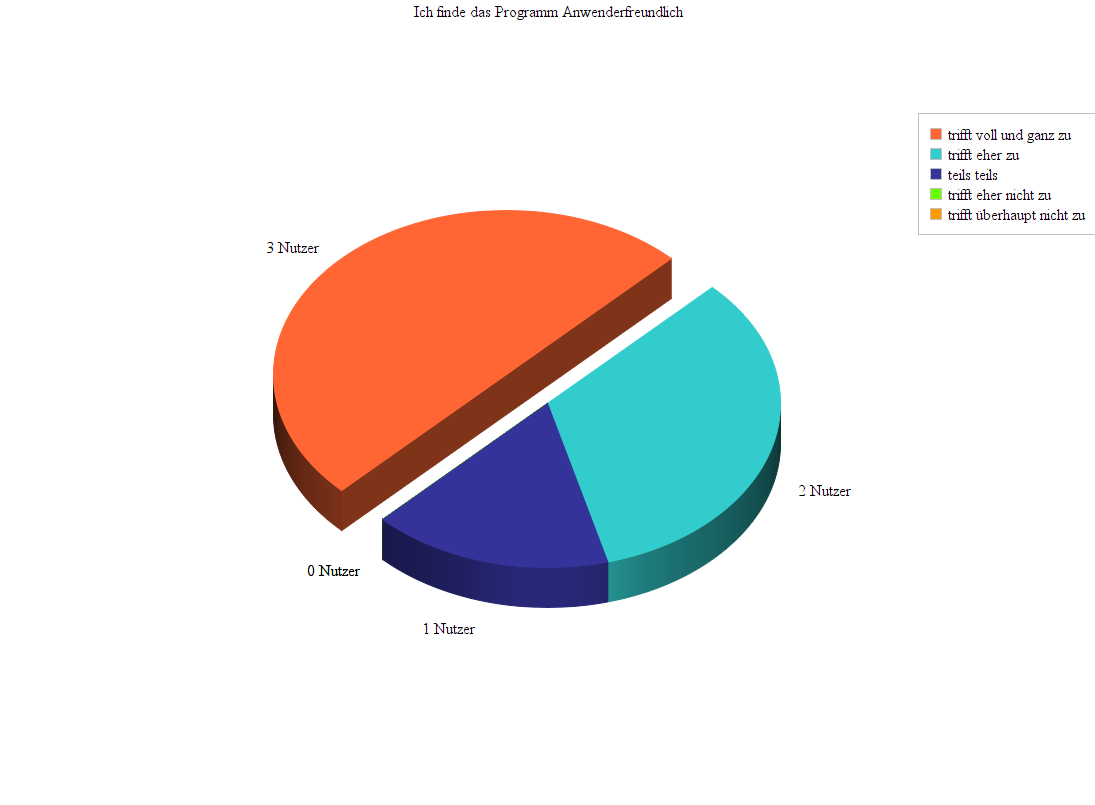 Ich finde das Programm Anwenderfreundlich
trifft voll und ganz zu
trifft eher zu
teils teils
trifft eher nicht zu
trifft überhaupt nicht zu
3 Nutzer
2 Nutzer
0 Nutzer
1 Nutzer